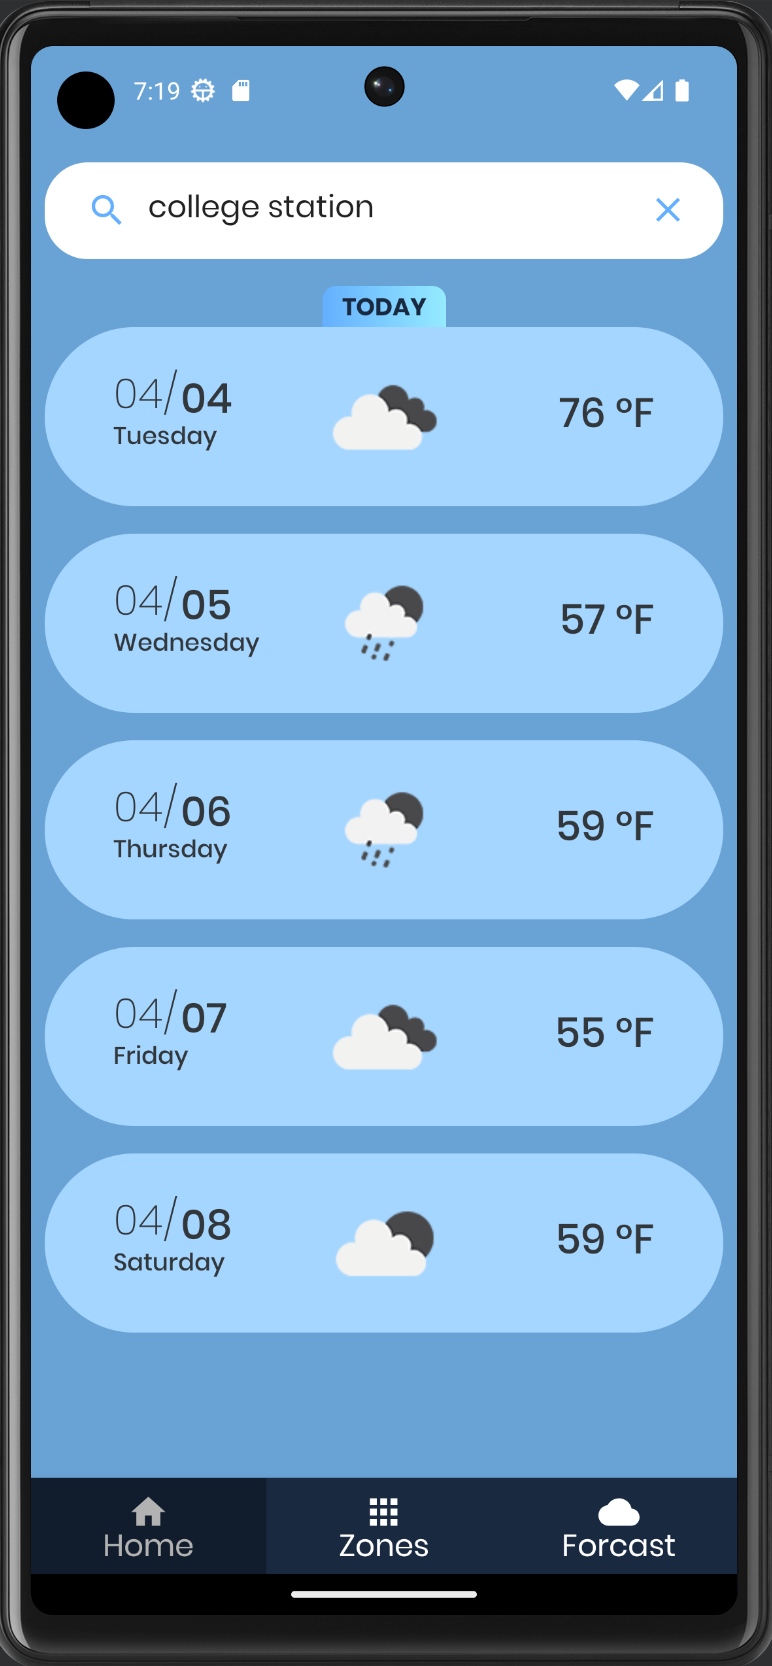 7:19
college station
TODAY
04/04
Tuesday
76 °F
04/05
Wednesday
57 °F
04/06
Thursday
59 °F
04/07
Friday
55 °F
04/08
Saturday
59 °F
Home
Zones
Forcast